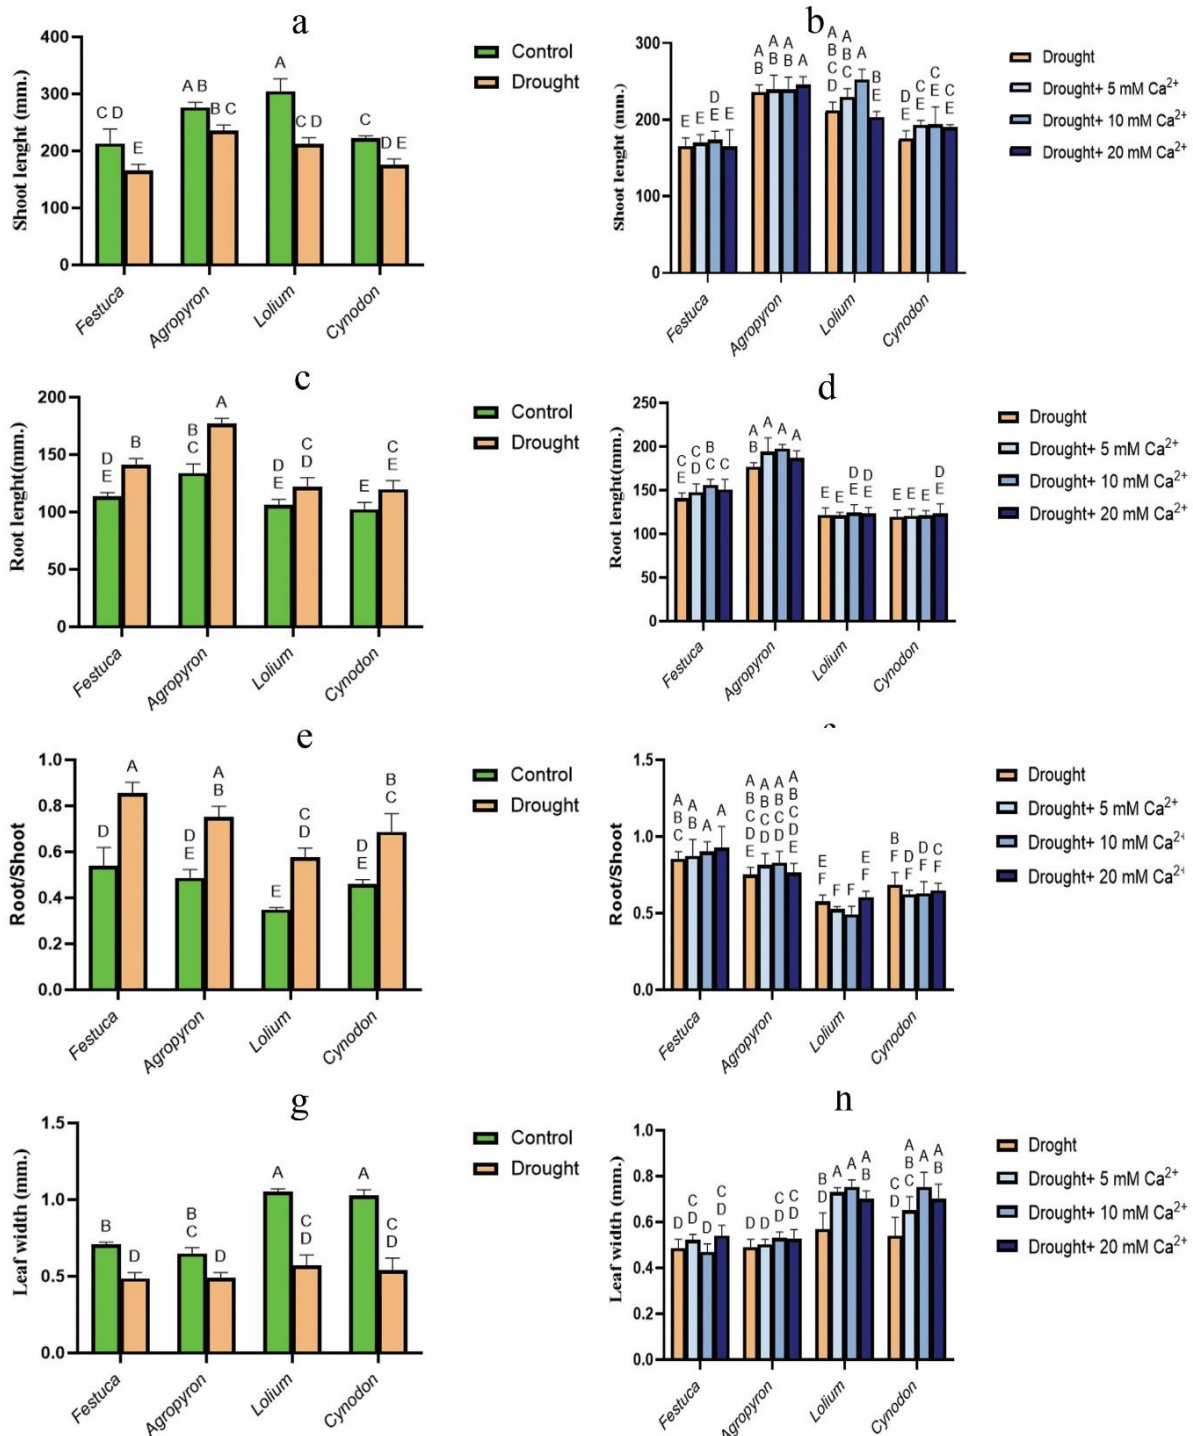 a
Shoot lenght (mm.)
400
300
200
100
0
C D
E
A B
B C
A
C D
C
D E
Festuca
Agropyron
Lolium
Cynodon
Control
Drought
b
Shoot lenght (mm.)
300
200
100
0
E
E
D
E
E
A
B
A
B
A
B
A
A
B
C
D
A
B
C
A
B
E
D
E
C
E
C
E
C
E
Festuca
Agropyron
Lolium
Cynodon
Drought
Drought+ 5 mM Ca2+
Drought+ 10 mM Ca2+
Drought+ 20 mM Ca2+
c
Root lenght(mm.)
200
150
100
50
0
D
E
B
B
C
A
D
E
C
D
E
C
E
Festuca
Agropyron
Lolium
Cynodon
Control
Drought
d
Root lenght(mm.)
250
200
150
100
50
0
C
E
C
D
B
C
C
A
B
A
A
A
E
E
D
E
D
E
E
E
E
D
E
Festuca
Agropyron
Lolium
Cynodon
Drought
Drought+ 5 mM Ca2+
Drought+ 10 mM Ca2+
Drought+ 20 mM Ca2+
e
Root/Shoot
1.0
0.8
0.6
0.4
0.2
0.0
D
A
D
E
A
B
E
C
D
D
E
B
C
Festuca
Agropyron
Lolium
Cynodon
Control
Drought
Root/Shoot
1.5
1.0
0.5
0.0
A
B
C
A
B
A
A
A
B
C
D
E
A
B
C
D
A
B
C
D
A
B
C
D
E
E
F
F
F
E
F
B
F
D
F
D
F
C
F
Festuca
Agropyron
Lolium
Cynodon
Drought
Drought+ 5 mM Ca2+
Drought+ 10 mM Ca2+
Drought+ 20 mM Ca2+
g
Leaf width (mm.)
1.5
1.0
0.5
0.0
B
D
B
C
D
A
C
D
A
C
D
Festuca
Agropyron
Lolium
Cynodon
Control
Drought
h
Leaf width (mm.)
1.0
0.8
0.6
0.4
0.2
0.0
D
C
D
D
C
D
D
D
C
D
C
D
B
D
A
A
A
B
C
D
A
B
C
A
A
B
Festuca
Agropyron
Lolium
Cynodon
Droght
Drought+ 5 mM Ca2+
Drought+ 10 mM Ca2+
Drought+ 20 mM Ca2+